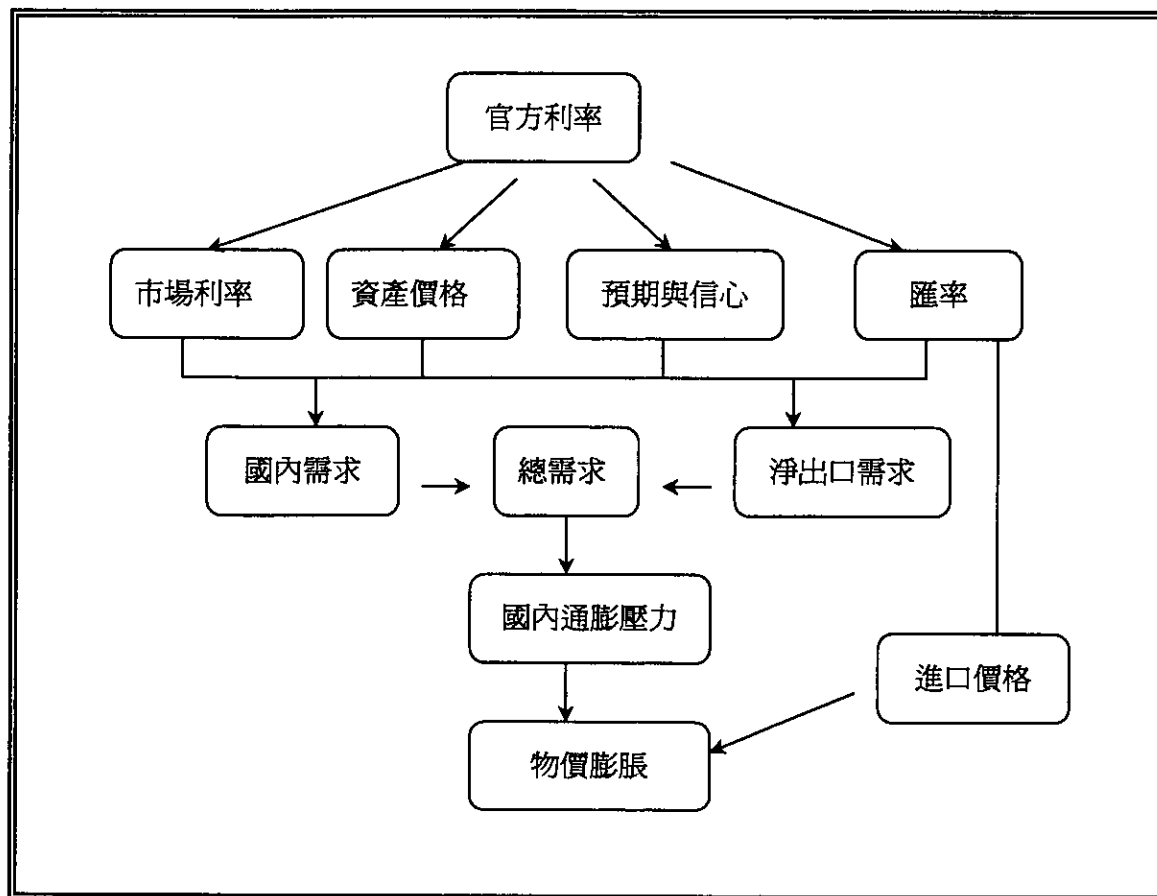 官方利率
市場利率
資產價格
預期與信心
匯率
國內需求
總需求
淨出口需求
國內通膨壓力
進口價格
物價膨脹